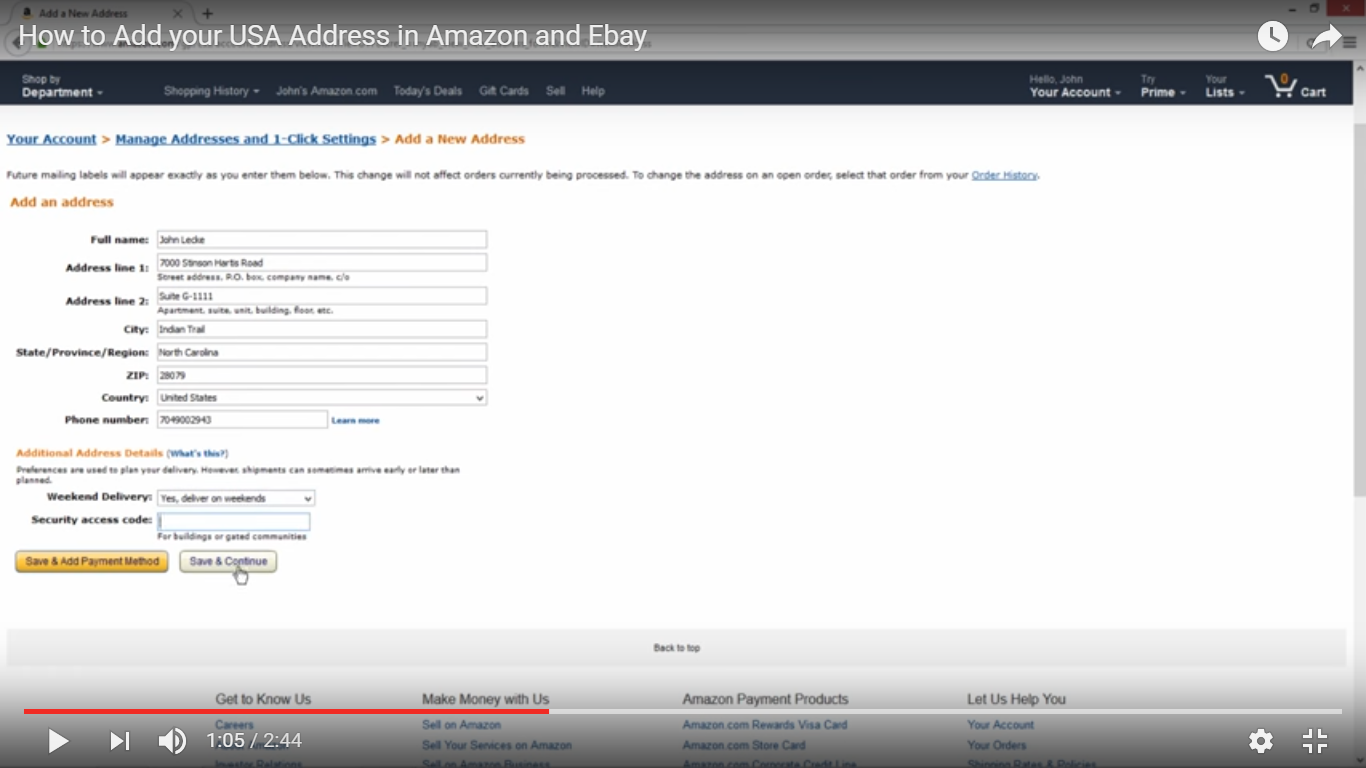 Add a New Address
How to Add your USA Address in Amazon and Ebay
Shop by
Department
Shopping History
John's Amazon.com
Today's Deals
Gift Cards
Sell
Help
Hello, John
Your Account
Try
Prime
Your
Lists
0
Cart
Your Account > Manage Addresses and 1-Click Settings > Add a New Address
Future mailing labels will appear exactly as you enter them below. This change will not affect orders currently being processed. To change the address on an open order, select that order from your Order History.
Add an address
Full name: John Lecke
Address line 1: 7000 Stinson Hartis Road
Street address, P.O. box, company name, c/o
Address line 2: Suite G-1111
Apartment, suite, unit, building, floor, etc.
City: Indian Trail
State/Province/Region: North Carolina
ZIP: 28079
Country: United States
Phone number: 7049002943 Learn more
Additional Address Details (What's this?)
Preferences are used to plan your delivery. However, shipments can sometimes arrive early or later than
planned.
Weekend Delivery: Yes, deliver on weekends
Security access code:
For buildings or gated communities
Save & Add Payment Method
Save & Continue
Back to top
Get to Know Us
Make Money with Us
Amazon Payment Products
Let Us Help You
Careers
Sell on Amazon
Amazon.com Rewards Visa Card
Your Account
1:05 / 2:44
Sell Your Services on Amazon
Amazon.com Store Card
Your Orders
Investor Relations
Sell on Amazon Business
Amazon.com Corporate Credit Line
Shipping Rates & Policies